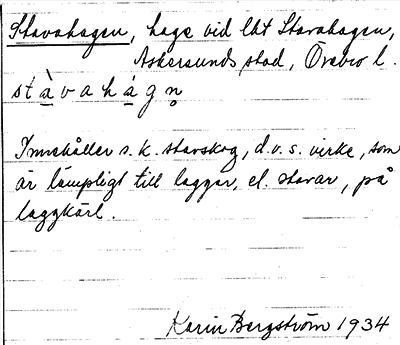 Stavahagen, hage vid lht Stavahagen,
Askersunds stad, Örebro l.
stàvahágn̥
Innehåller s.k. stavskog, d.v.s. virke, som
är lämpligt till laggar, el. stavar, på
laggkärl.
Karin Bergström 1934